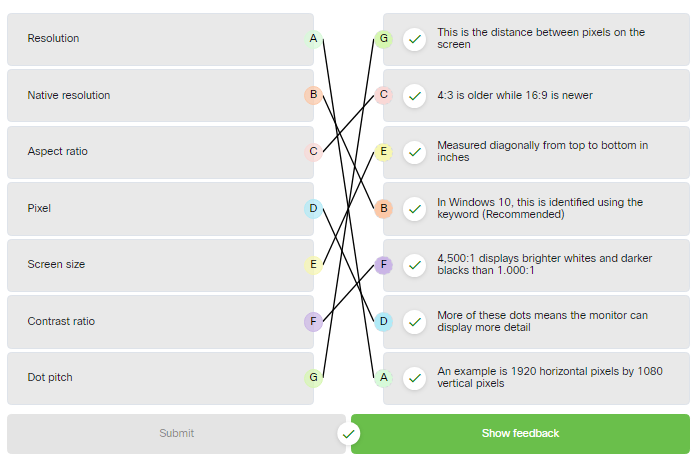 Resolution
A
G
This is the distance between pixels on the
screen
Native resolution
B
C
4:3 is older while 16:9 is newer
Aspect ratio
C
E
Measured diagonally from top to bottom in
inches
Pixel
D
B
In Windows 10, this is identified using the
keyword (Recommended)
Screen size
E
F
4,500:1 displays brighter whites and darker
blacks than 1.000:1
Contrast ratio
F
D
More of these dots means the monitor can
display more detail
Dot pitch
G
A
An example is 1920 horizontal pixels by 1080
vertical pixels
Submit
Show feedback